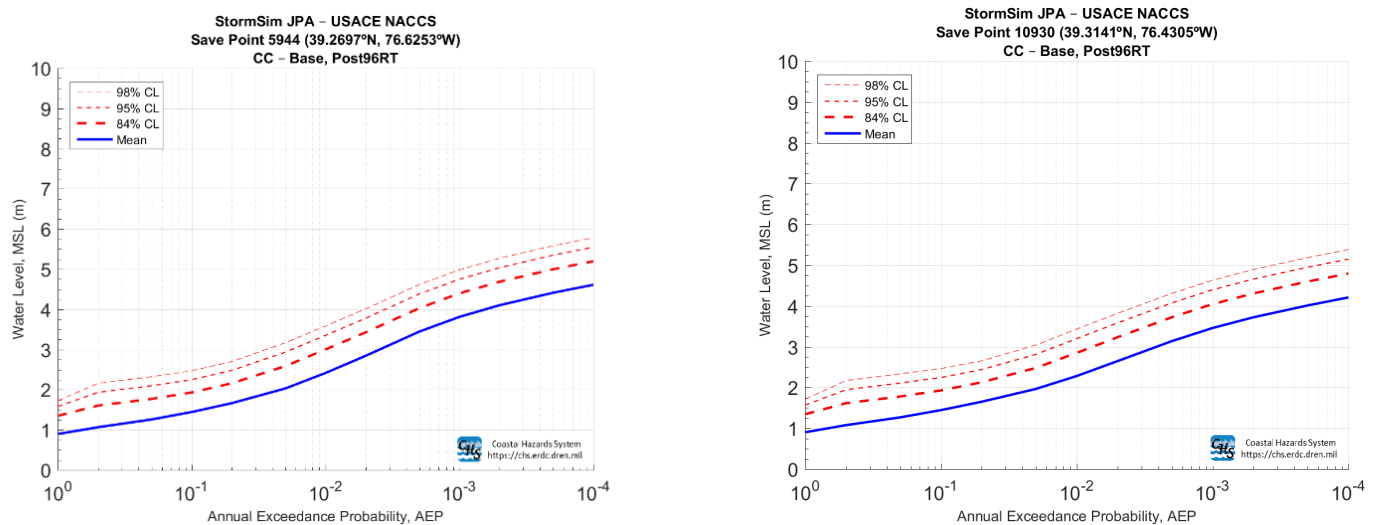 StormSim JPA – USACE NACCS
Save Point 5944 (39.2697ºN, 76.6253ºW)
CC – Base, Post96RT
10
9
8
7
6
5
4
3
2
1
0
Water Level, MSL (m)
98% CL
95% CL
84% CL
Mean
CHS
Coastal Hazards System
https://chs.erdc.dren.mil
10^0
10^-1
10^-2
10^-3
10^-4
Annual Exceedance Probability, AEP
StormSim JPA – USACE NACCS
Save Point 10930 (39.3141ºN, 76.4305ºW)
CC – Base, Post96RT
10
9
8
7
6
5
4
3
2
1
0
Water Level, MSL (m)
98% CL
95% CL
84% CL
Mean
CHS
Coastal Hazards System
https://chs.erdc.dren.mil
10^0
10^-1
10^-2
10^-3
10^-4
Annual Exceedance Probability, AEP